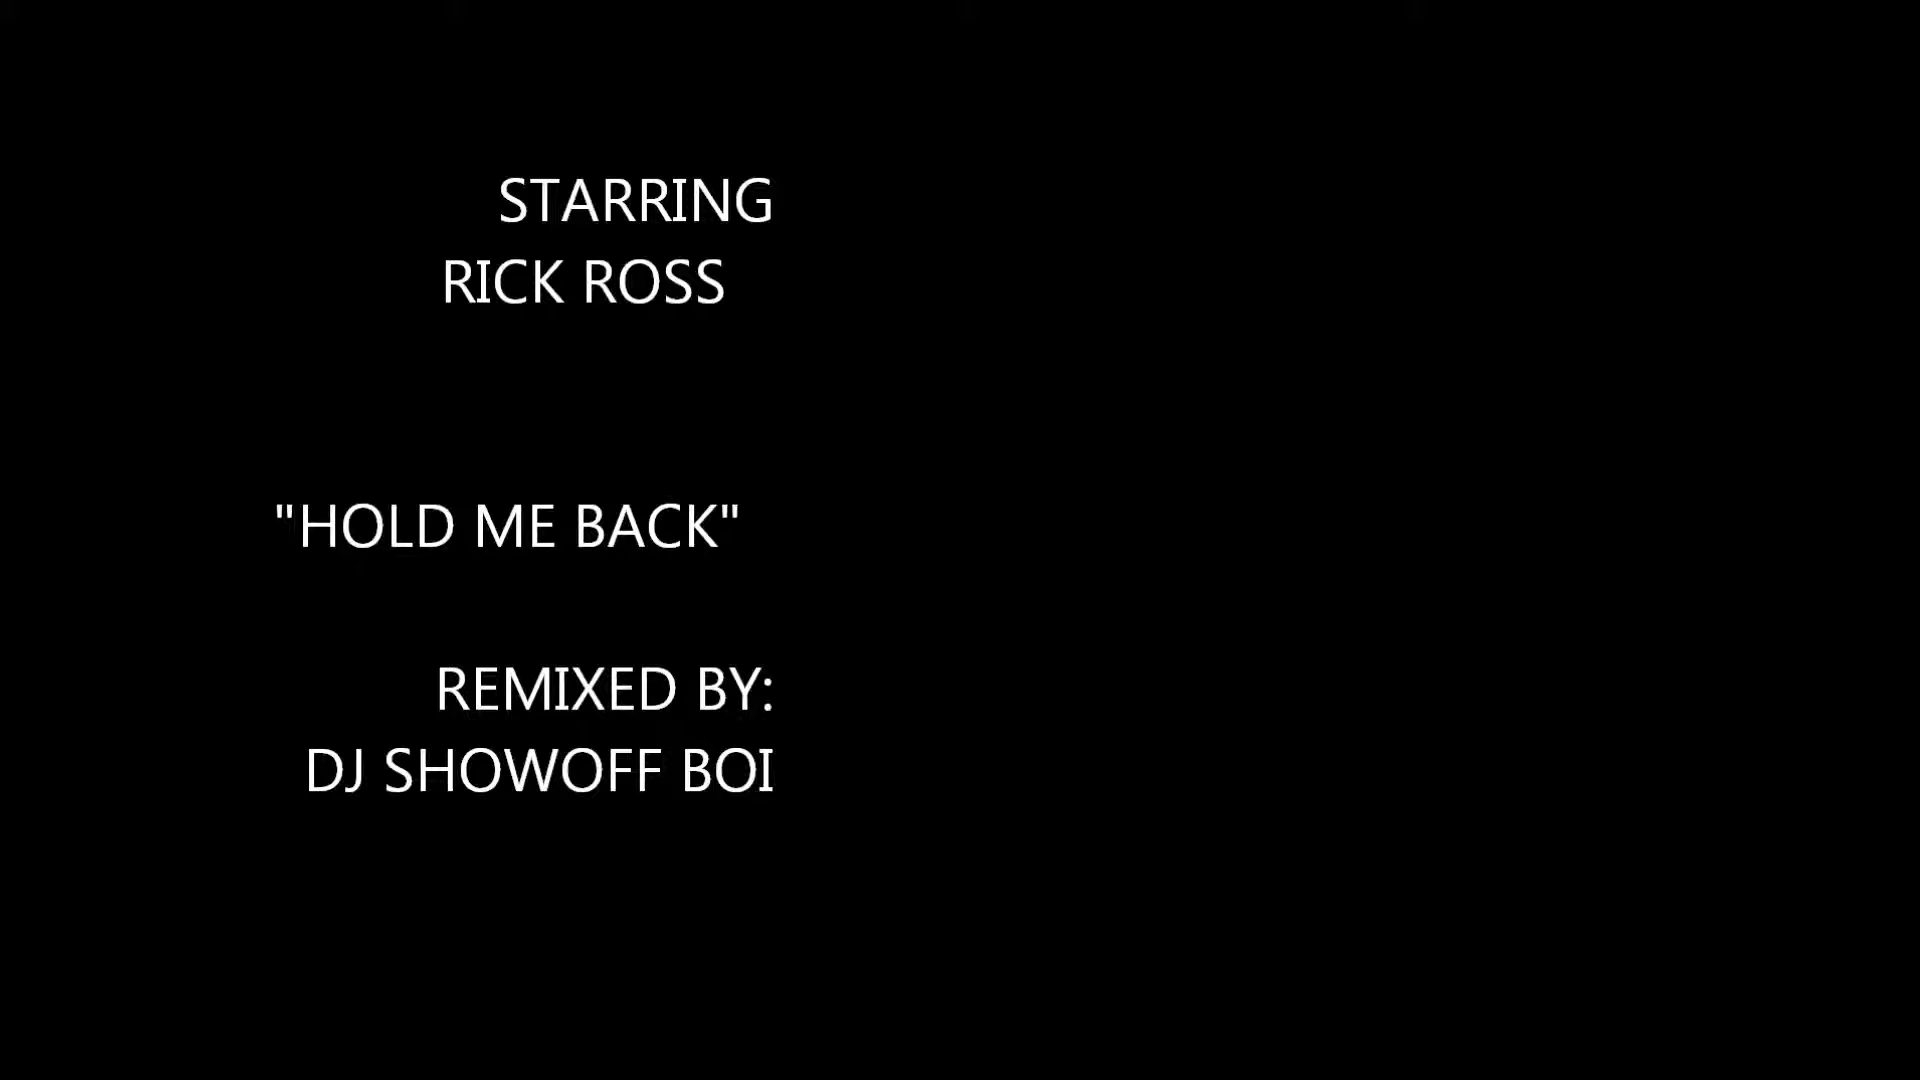 STARRING
RICK ROSS
"HOLD ME BACK"
REMIXED BY:
DJ SHOWOFF BOI